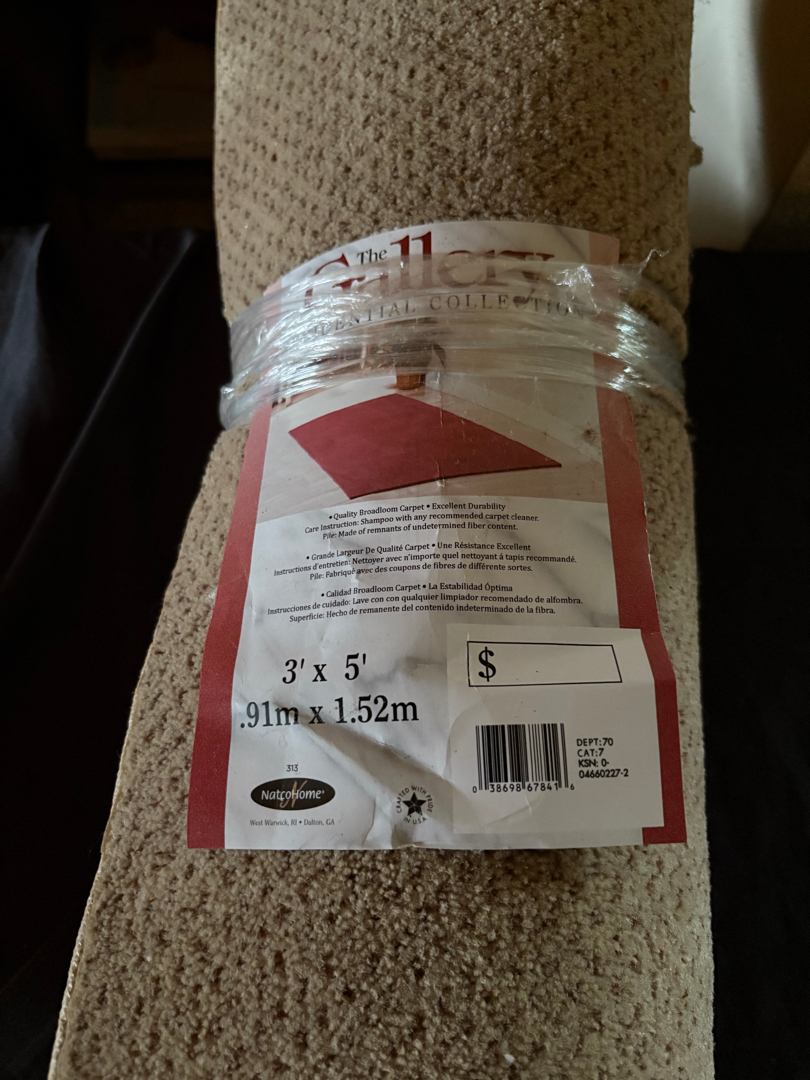 The
Gallery
COLLECTION
•Quality Broadloom Carpet • Excellent Durability
Care Instruction: Shampoo with any recommended carpet cleaner.
Pile: Made of remnants of undetermined fiber content.
• Grande Largeur De Qualité Carpet • Une Résistance Excellent
Instructions d'entretien: Nettoyer avec n'importe quel nettoyant á tapis recommandé.
Pile: Fabriqué avec des coupons de fibres de différente sortes.
• Calidad Broadloom Carpet • La Estabilidad Óptima
Instrucciones de cuidado: Lave con con qualquier limpiador recomendado de alfombra.
Superficie: Hecho de remanente del contenido indeterminado de la fibra.
3' x 5'
.91m x 1.52m
$
DEPT:70
CAT:7
KSN: 0-
04660227-2
0 38698 67841 6
313
NatcoHome®
West Warwick, RI • Dalton, GA
CRAFTED WITH PRIDE
IN U.S.A.